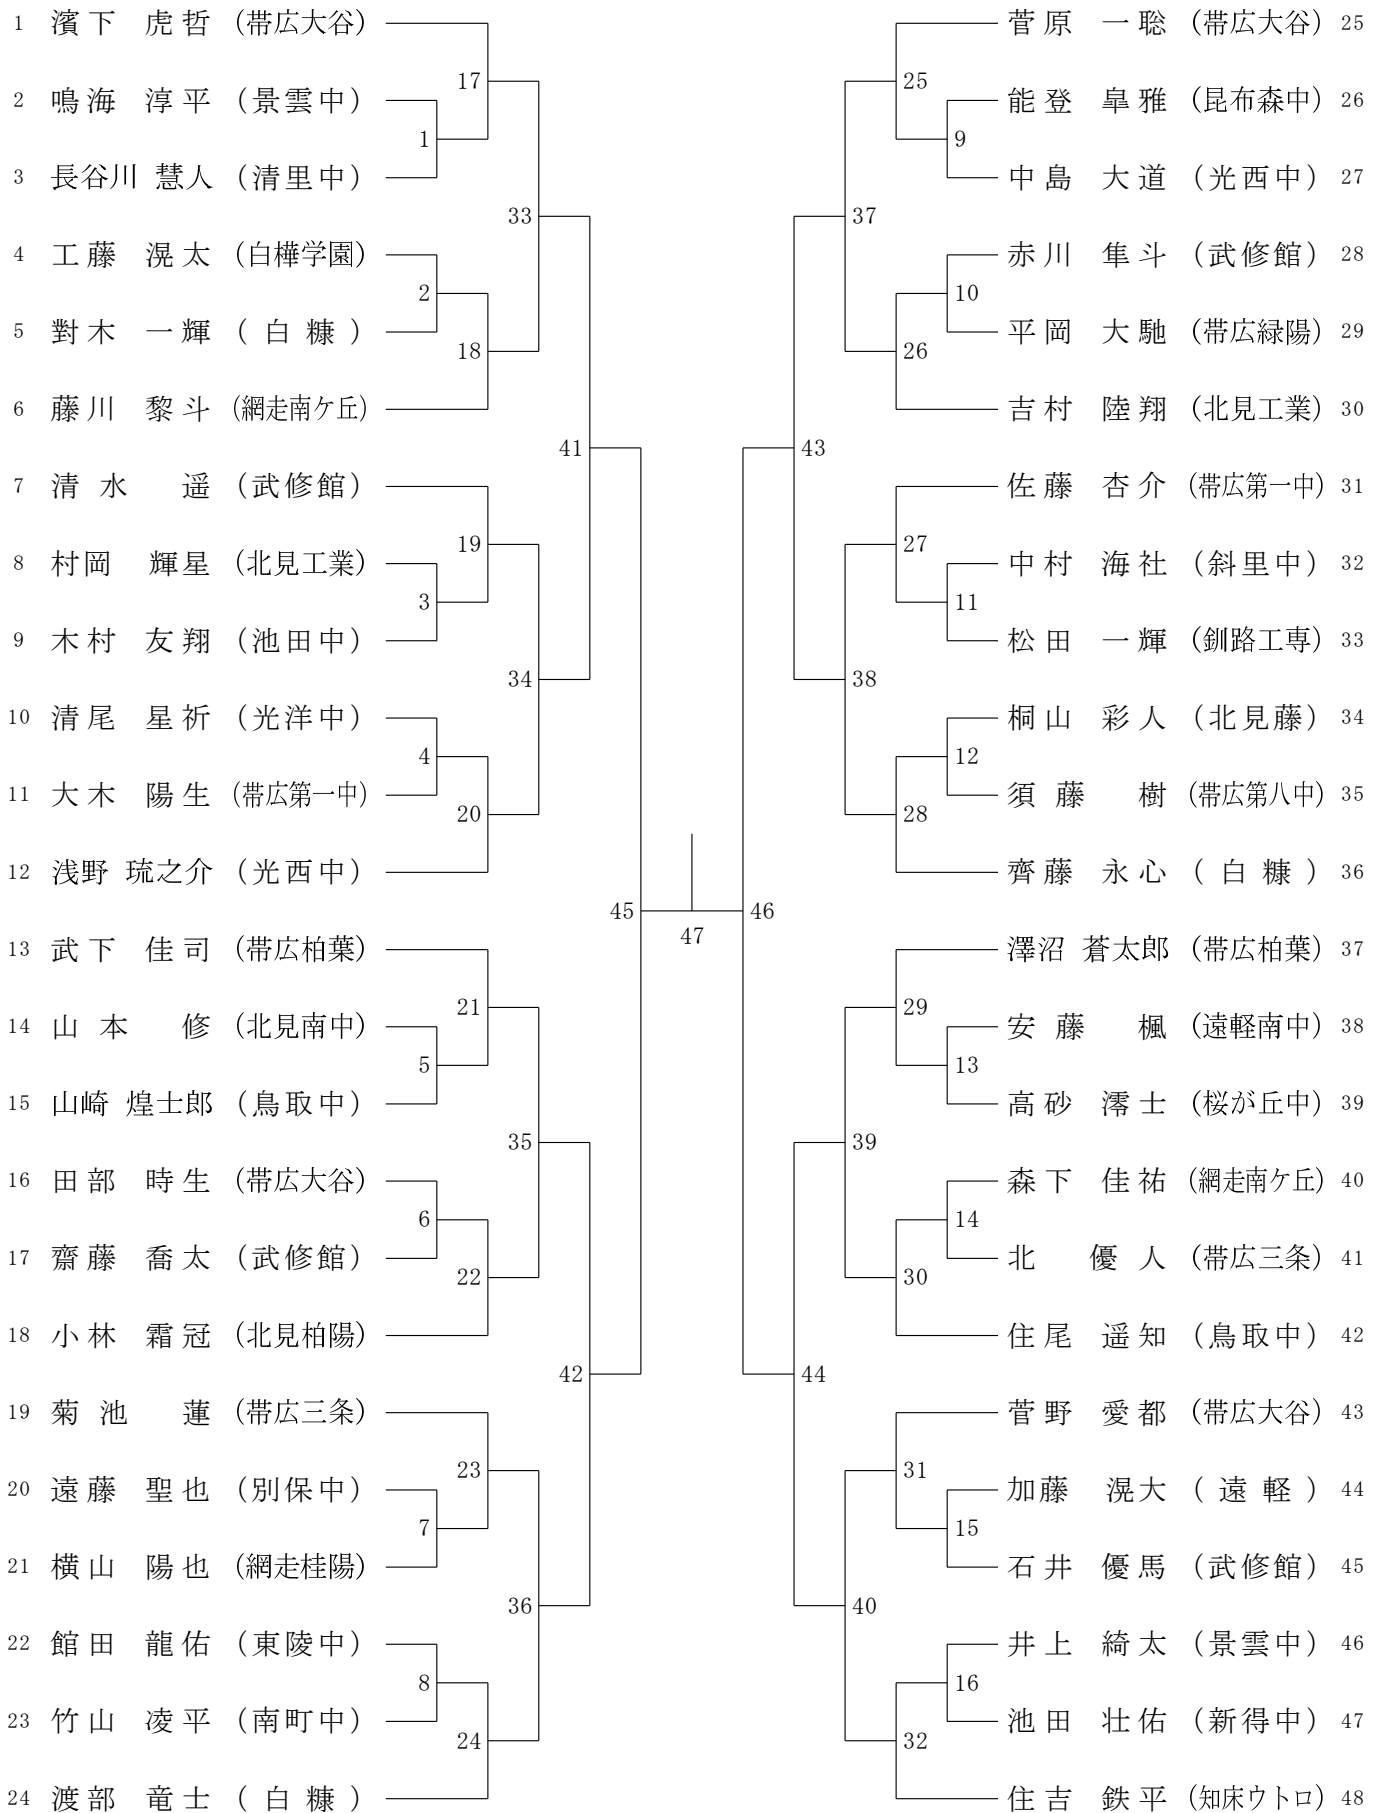 1 濱下 虎哲 (帯広大谷)
2 鳴海 淳平 (景雲中)
3 長谷川 慧人 (清里中)
4 工藤 滉太 (白樺学園)
5 對木 一輝 (白糠)
6 藤川 黎斗 (網走南ケ丘)
7 清水 遥 (武修館)
8 村岡 輝星 (北見工業)
9 木村 友翔 (池田中)
10 清尾 星祈 (光洋中)
11 大木 陽生 (帯広第一中)
12 浅野 琉之介 (光西中)
13 武下 佳司 (帯広柏葉)
14 山本 修 (北見南中)
15 山崎 煌士郎 (鳥取中)
16 田部 時生 (帯広大谷)
17 齋藤 喬太 (武修館)
18 小林 霜冠 (北見柏陽)
19 菊池 蓮 (帯広三条)
20 遠藤 聖也 (別保中)
21 横山 陽也 (網走桂陽)
22 館田 龍佑 (東陵中)
23 竹山 凌平 (南町中)
24 渡部 竜士 (白糠)
1
2
3
4
5
6
7
8
17
18
19
20
21
22
23
24
33
34
35
36
41
42
45
47
46
43
44
37
38
39
40
25
26
27
28
29
30
31
32
9
10
11
12
13
14
15
16
菅原 一聡 (帯広大谷) 25
能登 皐雅 (昆布森中) 26
中島 大道 (光西中) 27
赤川 隼斗 (武修館) 28
平岡 大馳 (帯広緑陽) 29
吉村 陸翔 (北見工業) 30
佐藤 杏介 (帯広第一中) 31
中村 海社 (斜里中) 32
松田 一輝 (釧路工専) 33
桐山 彩人 (北見藤) 34
須藤 樹 (帯広第八中) 35
齊藤 永心 (白糠) 36
澤沼 蒼太郎 (帯広柏葉) 37
安藤 楓 (遠軽南中) 38
高砂 澪士 (桜が丘中) 39
森下 佳祐 (網走南ケ丘) 40
北 優人 (帯広三条) 41
住尾 遥知 (鳥取中) 42
菅野 愛都 (帯広大谷) 43
加藤 滉大 (遠軽) 44
石井 優馬 (武修館) 45
井上 綺太 (景雲中) 46
池田 壮佑 (新得中) 47
住吉 鉄平 (知床ウトロ) 48